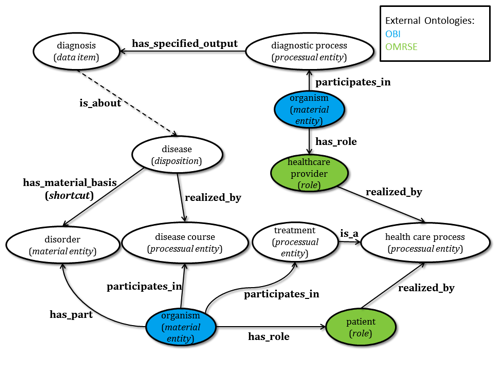 External Ontologies:
OBI
OMRSE
diagnosis
(data item)
has_specified_output
diagnostic process
(processual entity)
participates_in
is_about
organism
(material
entity)
has_role
disease
(disposition)
healthcare
provider
(role)
has_material_basis
(shortcut)
realized_by
realized_by
disorder
(material entity)
disease course
(processual entity)
treatment
(processual
entity)
is_a
health care process
(processual entity)
participates_in
participates_in
realized_by
has_part
organism
(material
entity)
has_role
patient
(role)